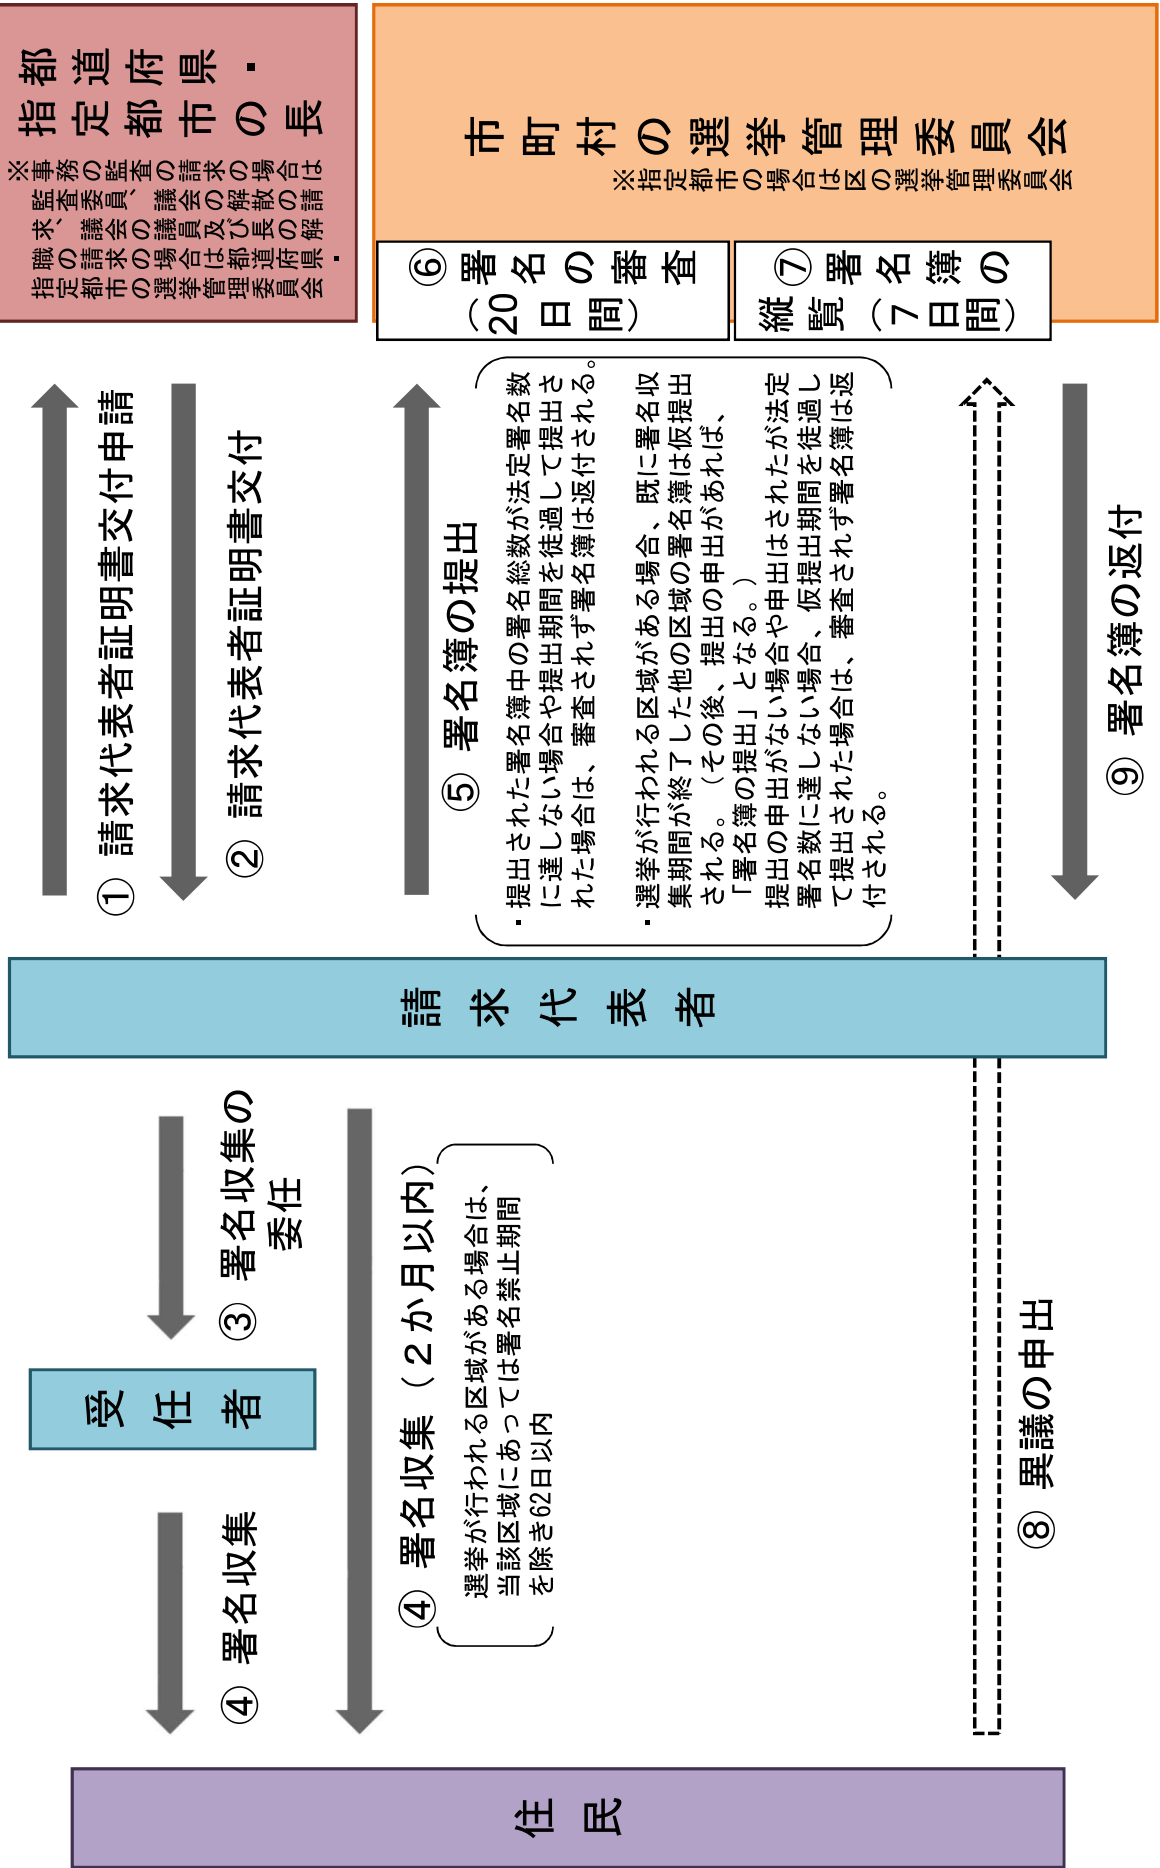 都道府県・
指定都市の長
※事務の監査の請求の場合は
監査委員、議会の解散の請
求、議会の議員及び長の解
職の請求の場合は都道府県・
指定都市の選挙管理委員会
市町村の選挙管理委員会
※指定都市の場合は区の選挙管理委員会
⑥署名の審査
（20日間）
⑦署名簿の
縦覧（７日間）
① 請求代表者証明書交付申請
② 請求代表者証明書交付
⑤ 署名簿の提出
・提出された署名簿中の署名総数が法定署名数
に達しない場合や提出期間を徒過して提出さ
れた場合は、審査されず署名簿は返付される。
・選挙が行われる区域がある場合、既に署名収
集期間が終了した他の区域の署名簿は仮提出
される。（その後、提出の申出があれば、
「署名簿の提出」となる。）
提出の申出がない場合や申出はされたが法定
署名数に達しない場合、仮提出期間を徒過し
て提出された場合は、審査されず署名簿は返
付される。
⑨ 署名簿の返付
請求代表者
③ 署名収集の
委任
受任者
④ 署名収集
④ 署名収集（２か月以内）
選挙が行われる区域がある場合は、
当該区域にあっては署名禁止期間
を除き62日以内
⑧ 異議の申出
住民